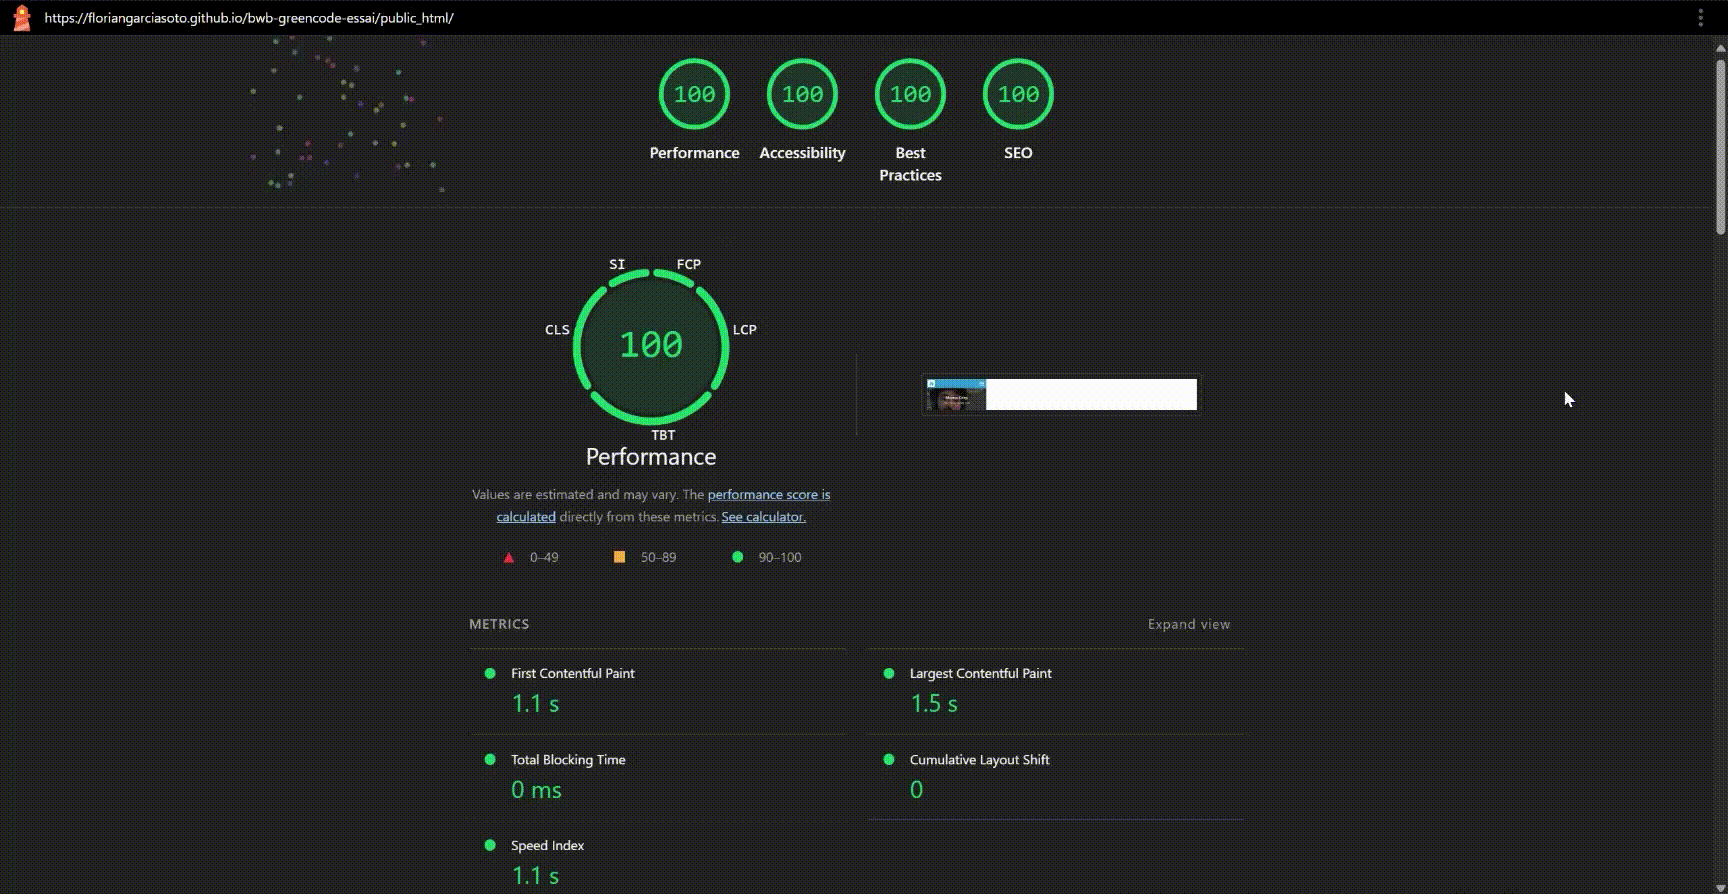 https://floriangarciasoto.github.io/bwb-greencode-essai/public_html/
100 100 100 100
Performance Accessibility Best Practices SEO
SI FCP
CLS LCP
100
TBT
Performance
Values are estimated and may vary. The performance score is
calculated directly from these metrics. See calculator.
0–49 50–89 90–100
METRICS Expand view
First Contentful Paint Largest Contentful Paint
1.1 s 1.5 s
Total Blocking Time Cumulative Layout Shift
0 ms 0
Speed Index
1.1 s